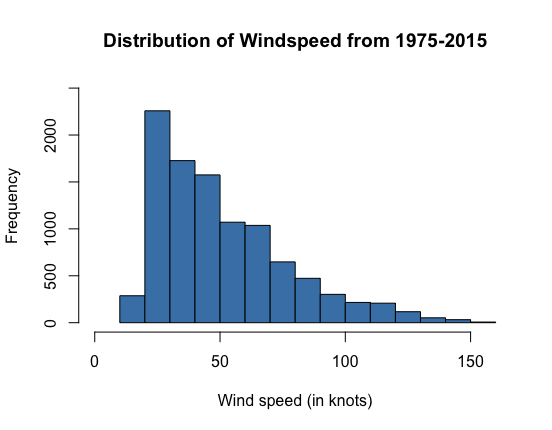 Distribution of Windspeed from 1975-2015
Frequency
2000
1000
500
0
0 50 100 150
Wind speed (in knots)